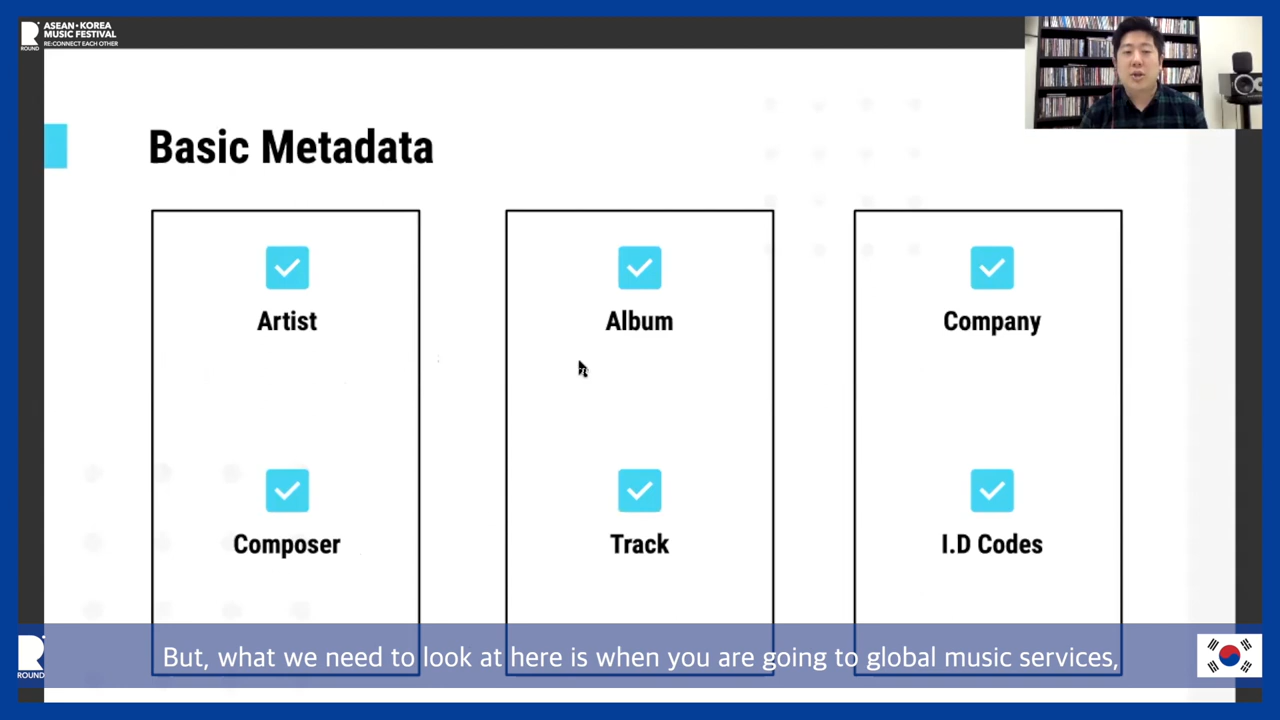 ASEAN•KOREA
MUSIC FESTIVAL
RE:CONNECT EACH OTHER
R
ROUND
Basic Metadata
Artist
Album
Company
Composer
Track
I.D Codes
But, what we need to look at here is when you are going to global music services,
R
ROUND